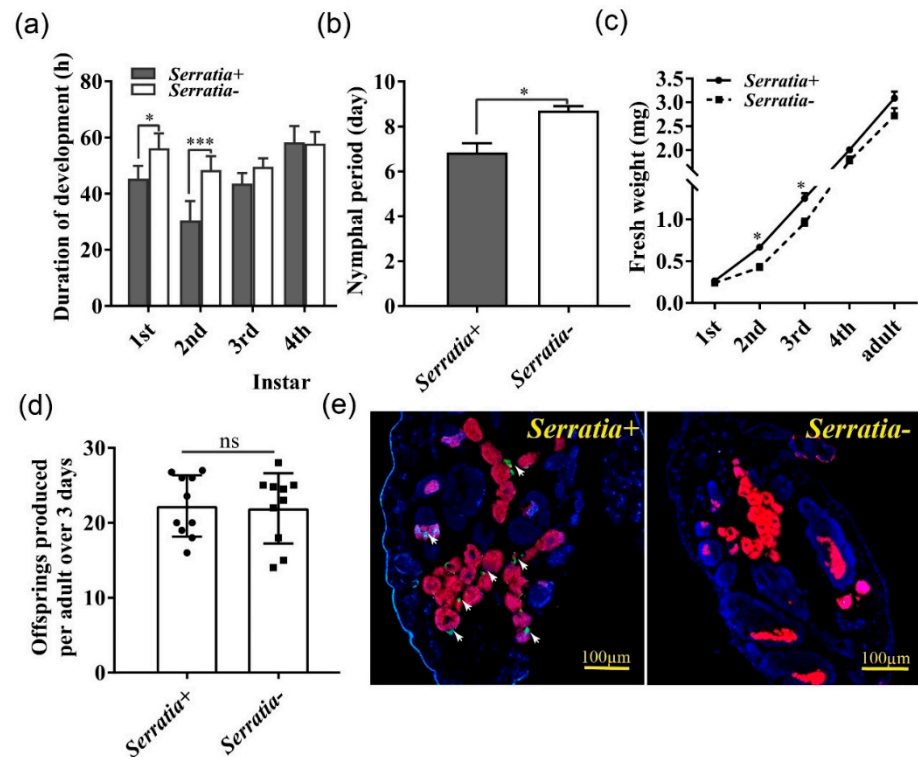 (a)
Duration of development (h)
80
60
40
20
0
Serratia+
Serratia-
*
***
1st
2nd
3rd
4th
Instar
(b)
Nymphal period (day)
10
8
6
4
2
0
*
Serratia+
Serratia-
(c)
Fresh weight (mg)
3.5
3.0
2.5
2.0
1.0
0.5
0.0
Serratia+
Serratia-
*
*
1st
2nd
3rd
4th
adult
(d)
Offsprings produced
per adult over 3 days
30
20
10
0
ns
Serratia+
Serratia-
(e)
Serratia+
100μm
Serratia-
100μm